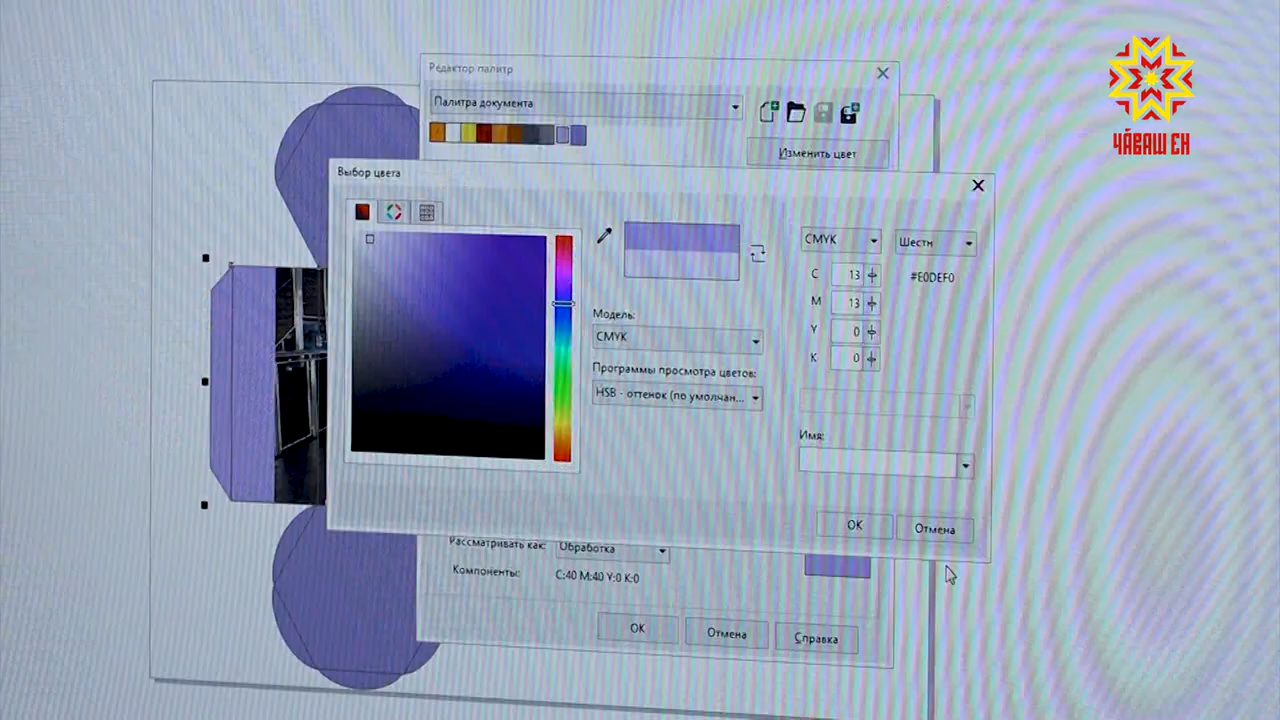 Редактор палитр
Палитра документа
Изменить цвет
ЧӐВАШ ЕН
Выбор цвета
CMYK
Шестн
C 13
#E0DEF0
M 13
Y 0
K 0
Модель:
CMYK
Программы просмотра цветов:
HSB - оттенок (по умолчан...
Имя:
OK
Отмена
Рассматривать как:
Обработка
Компоненты:
C:40 M:40 Y:0 K:0
OK
Отмена
Справка